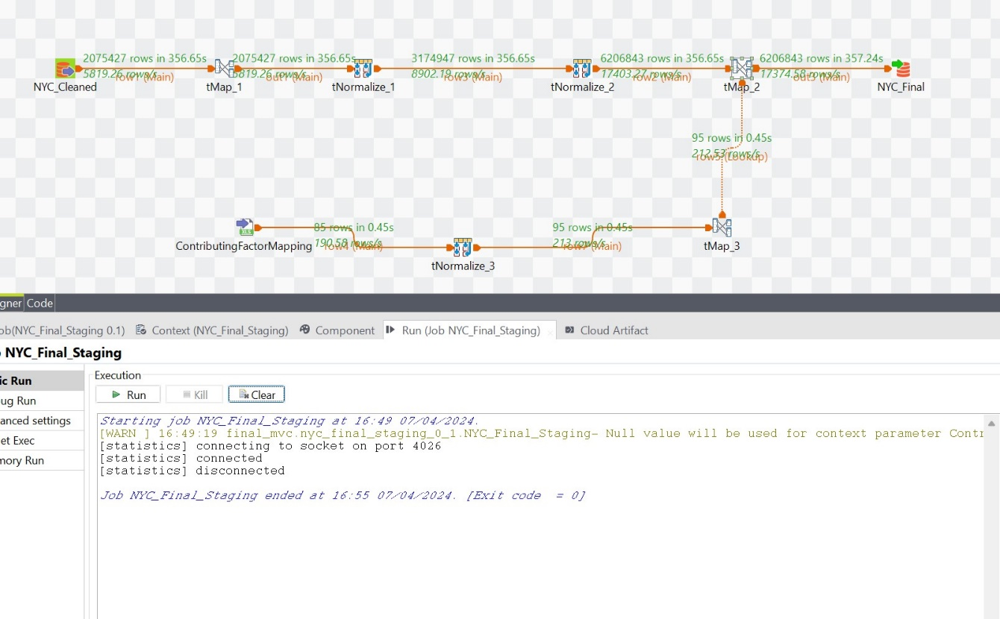 2075427 rows in 356.65s
5819.26 rows/s
row1 (Main)
NYC_Cleaned
tMap_1
2075427 rows in 356.65s
5819.26 rows/s
out1 (Main)
tNormalize_1
3174947 rows in 356.65s
8902.19 rows/s
row3 (Main)
tNormalize_2
6206843 rows in 356.65s
17403.27 rows/s
row2 (Main)
tMap_2
6206843 rows in 357.24s
17374.58 rows/s
(Main)
NYC_Final
95 rows in 0.45s
212.53 rows/s
row5 (Lookup)
85 rows in 0.45s
190.58 rows/s
row4 (Main)
ContributingFactorMapping
tNormalize_3
95 rows in 0.45s
213 rows/s
row7 (Main)
tMap_3
gner Code
ob(NYC_Final_Staging 0.1) Context (NYC_Final_Staging) Component Run (Job NYC_Final_Staging) Cloud Artifact
NYC_Final_Staging
ic Run
ug Run
anced settings
et Exec
mory Run
Execution
Run Kill Clear
Starting job NYC_Final_Staging at 16:49 07/04/2024.
[WARN ] 16:49:19 final_mvc.nyc_final_staging_0_1.NYC_Final_Staging- Null value will be used for context parameter Contr
[statistics] connecting to socket on port 4026
[statistics] connected
[statistics] disconnected
Job NYC_Final_Staging ended at 16:55 07/04/2024. [Exit code = 0]